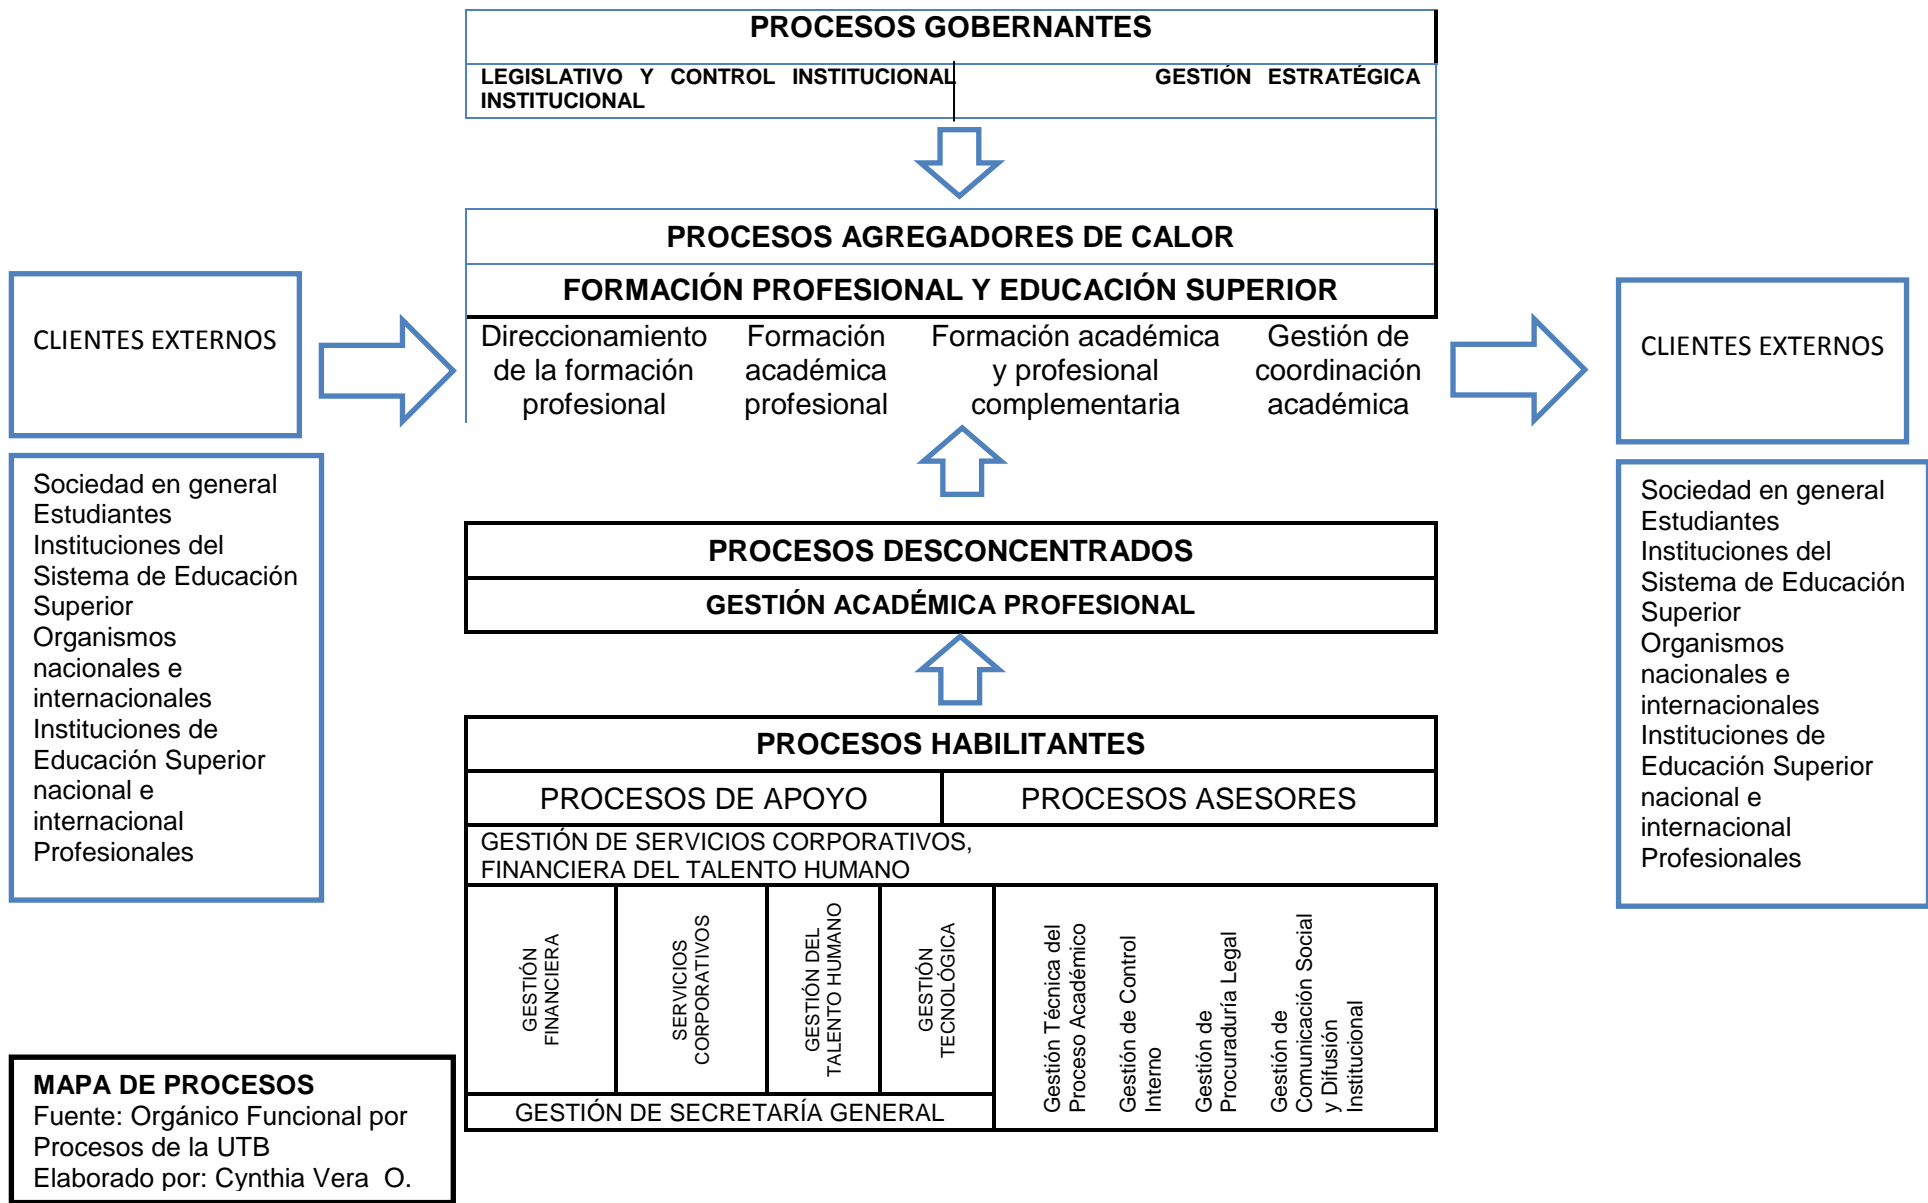 PROCESOS GOBERNANTES
LEGISLATIVO Y CONTROL INSTITUCIONAL GESTIÓN ESTRATÉGICA
INSTITUCIONAL
PROCESOS AGREGADORES DE CALOR
FORMACIÓN PROFESIONAL Y EDUCACIÓN SUPERIOR
Direccionamiento
de la formación
profesional
Formación
académica
profesional
Formación académica
y profesional
complementaria
Gestión de
coordinación
académica
CLIENTES EXTERNOS
Sociedad en general
Estudiantes
Instituciones del
Sistema de Educación
Superior
Organismos
nacionales e
internacionales
Instituciones de
Educación Superior
nacional e
internacional
Profesionales
CLIENTES EXTERNOS
Sociedad en general
Estudiantes
Instituciones del
Sistema de Educación
Superior
Organismos
nacionales e
internacionales
Instituciones de
Educación Superior
nacional e
internacional
Profesionales
PROCESOS DESCONCENTRADOS
GESTIÓN ACADÉMICA PROFESIONAL
PROCESOS HABILITANTES
PROCESOS DE APOYO
PROCESOS ASESORES
GESTIÓN DE SERVICIOS CORPORATIVOS,
FINANCIERA DEL TALENTO HUMANO
GESTIÓN
FINANCIERA
SERVICIOS
CORPORATIVOS
GESTIÓN DEL
TALENTO HUMANO
GESTIÓN
TECNOLÓGICA
Gestión Técnica del
Proceso Académico
Gestión de Control
Interno
Gestión de
Procuraduría Legal
Gestión de
Comunicación Social
y Difusión
Institucional
GESTIÓN DE SECRETARÍA GENERAL
MAPA DE PROCESOS
Fuente: Orgánico Funcional por
Procesos de la UTB
Elaborado por: Cynthia Vera O.